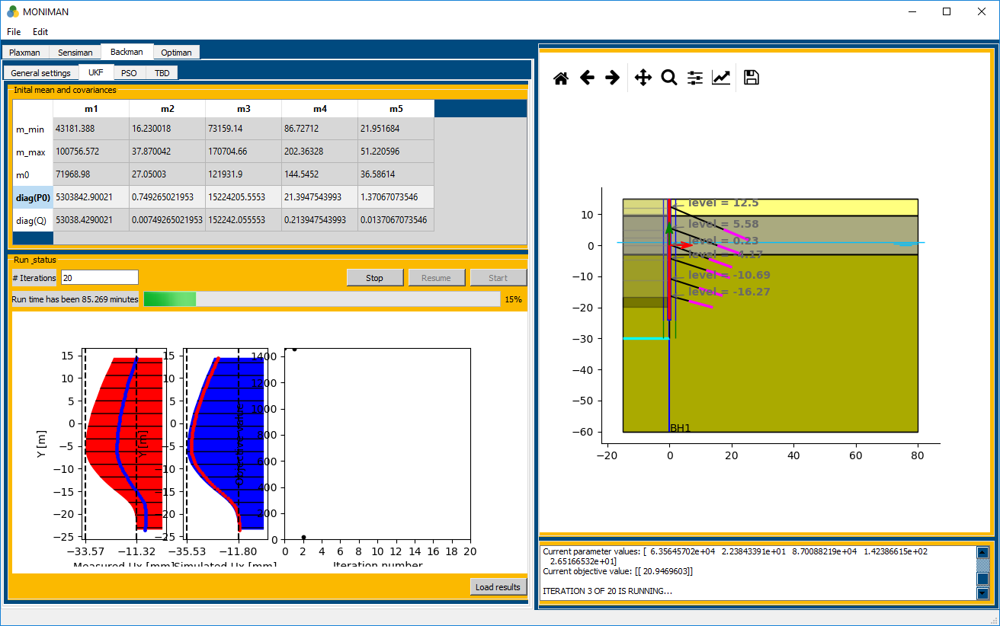 MONIMAN
File Edit
Plaxman Sensiman Backman Optiman
General settings UKF PSO TBD
Inital mean and covariances
m1 m2 m3 m4 m5
m_min 43181.388 16.230018 73159.14 86.72712 21.951684
m_max 100756.572 37.870042 170704.66 202.36328 51.220596
m0 71968.98 27.05003 121931.9 144.5452 36.58614
diag(P0) 5303842.90021 0.749265021953 15224205.5553 21.3947543993 1.37067073546
diag(Q) 53038.4290021 0.00749265021953 152242.055553 0.213947543993 0.0137067073546
Run_status
# Iterations 20 Stop Resume Start
Run time has been 85.269 minutes 15%
Y [m]
15
10
5
0
−5
−10
−15
−20
−25
−33.57 −11.32
Measured Ux [mm]
Y [m]
15
10
5
0
−5
−10
−15
−20
−25
−35.53 −11.80
Simulated Ux [mm]
Objective value
1400
1200
1000
800
600
400
200
0
0 2 4 6 8 10 12 14 16 18 20
Iteration number
Load results
level = 12.5
level = 5.58
level = 0.23
level = -4.17
level = -10.69
level = -16.27
10
0
−10
−20
−30
−40
−50
−60
BH1
−20 0 20 40 60 80
Current parameter values: [ 6.35645702e+04 2.23843391e+01 8.70088219e+04 1.42386615e+02
2.65166532e+01]
Current objective value: [[ 20.9469603]]
ITERATION 3 OF 20 IS RUNNING...